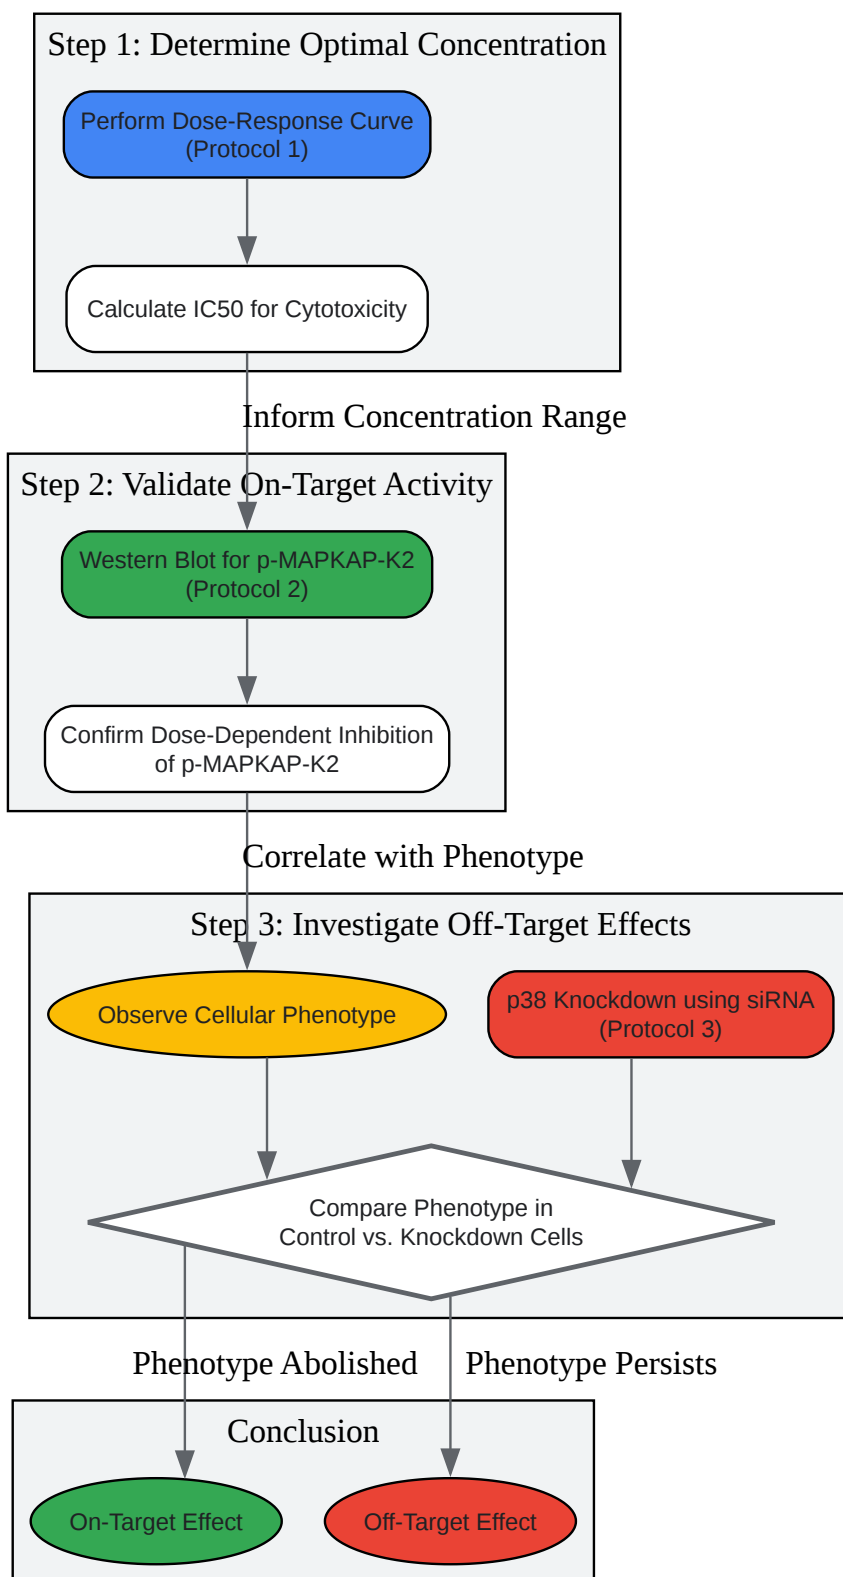 Step 1: Determine Optimal Concentration
Perform Dose-Response Curve
(Protocol 1)
Calculate IC50 for Cytotoxicity
Inform Concentration Range
Step 2: Validate On-Target Activity
Western Blot for p-MAPKAP-K2
(Protocol 2)
Confirm Dose-Dependent Inhibition
of p-MAPKAP-K2
Correlate with Phenotype
Step 3: Investigate Off-Target Effects
Observe Cellular Phenotype
p38 Knockdown using siRNA
(Protocol 3)
Compare Phenotype in
Control vs. Knockdown Cells
Phenotype Abolished
Phenotype Persists
Conclusion
On-Target Effect
Off-Target Effect